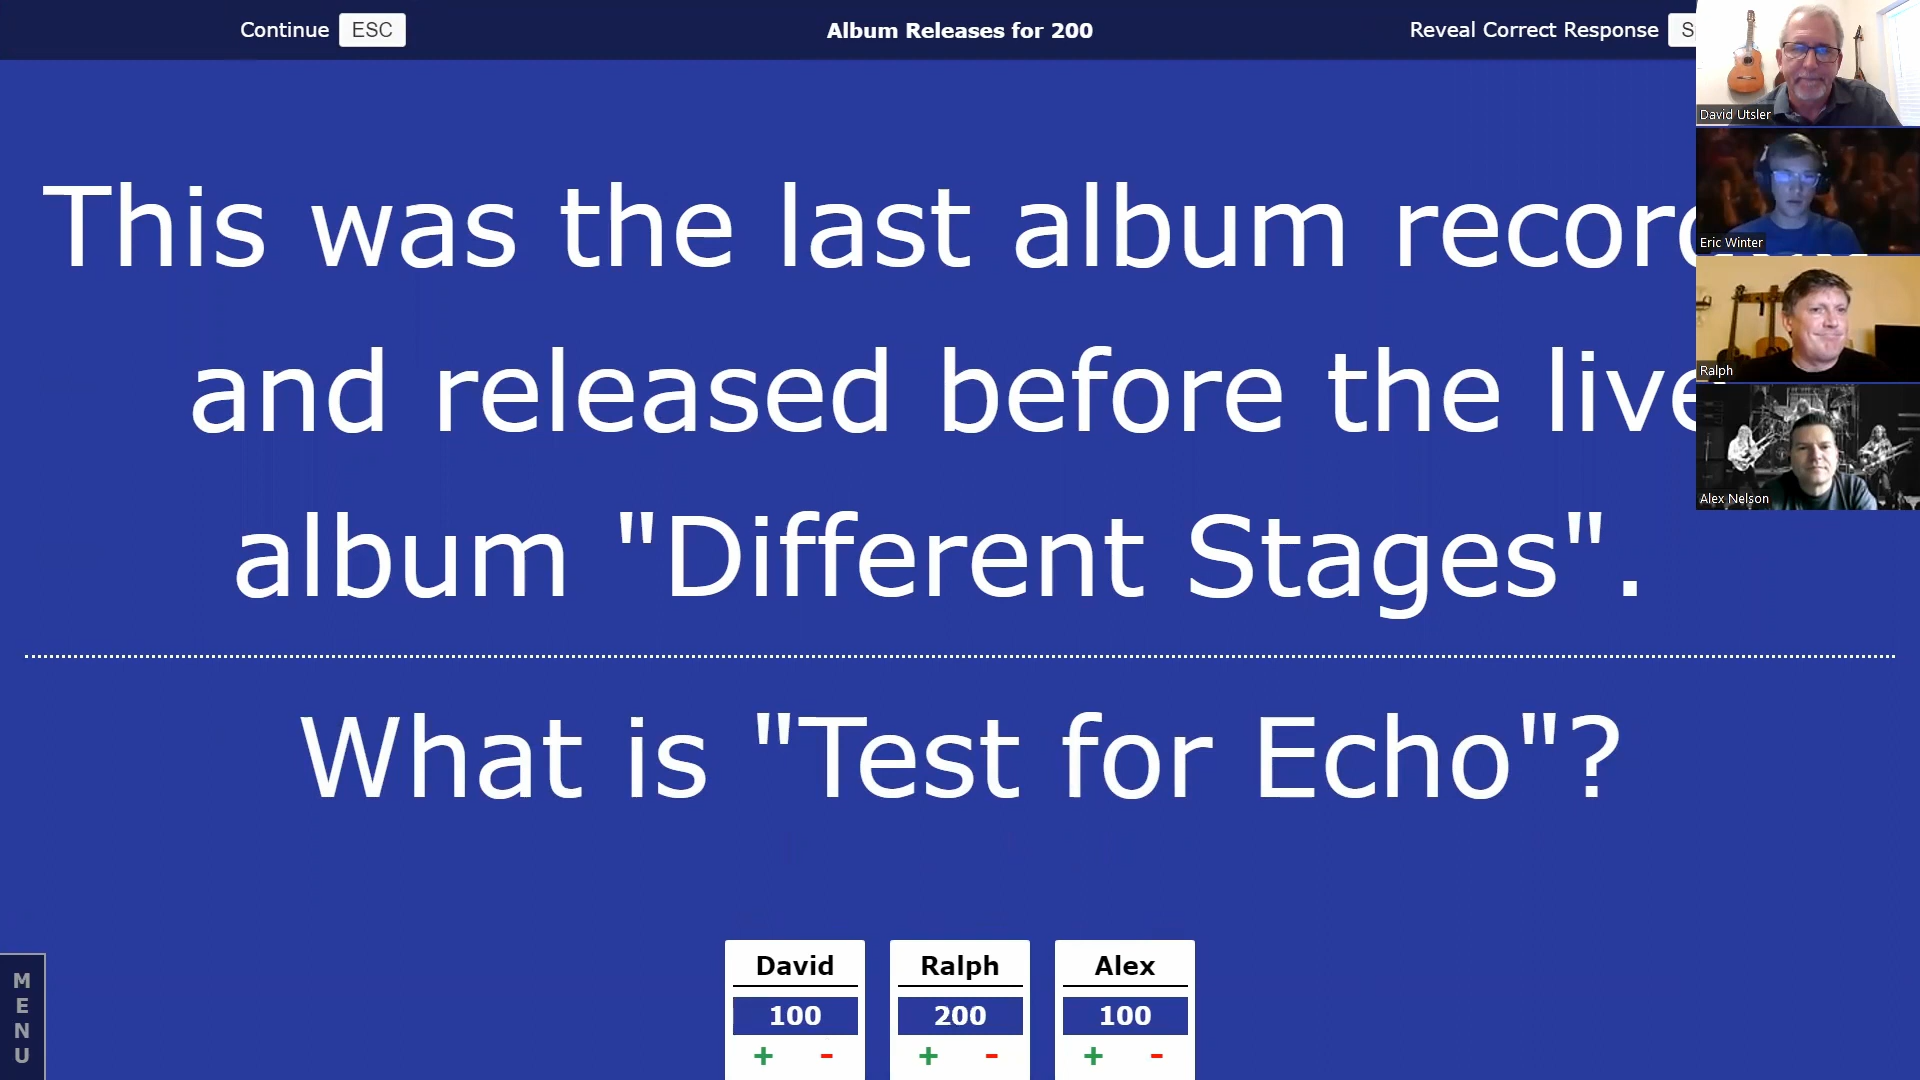 Continue ESC
Album Releases for 200
Reveal Correct Response S
This was the last album
and released before the live
album "Different Stages".
What is "Test for Echo"?
David Utsler
Eric Winter
Ralph
Alex Nelson
MENU
David
100
+ -
Ralph
200
+ -
Alex
100
+ -